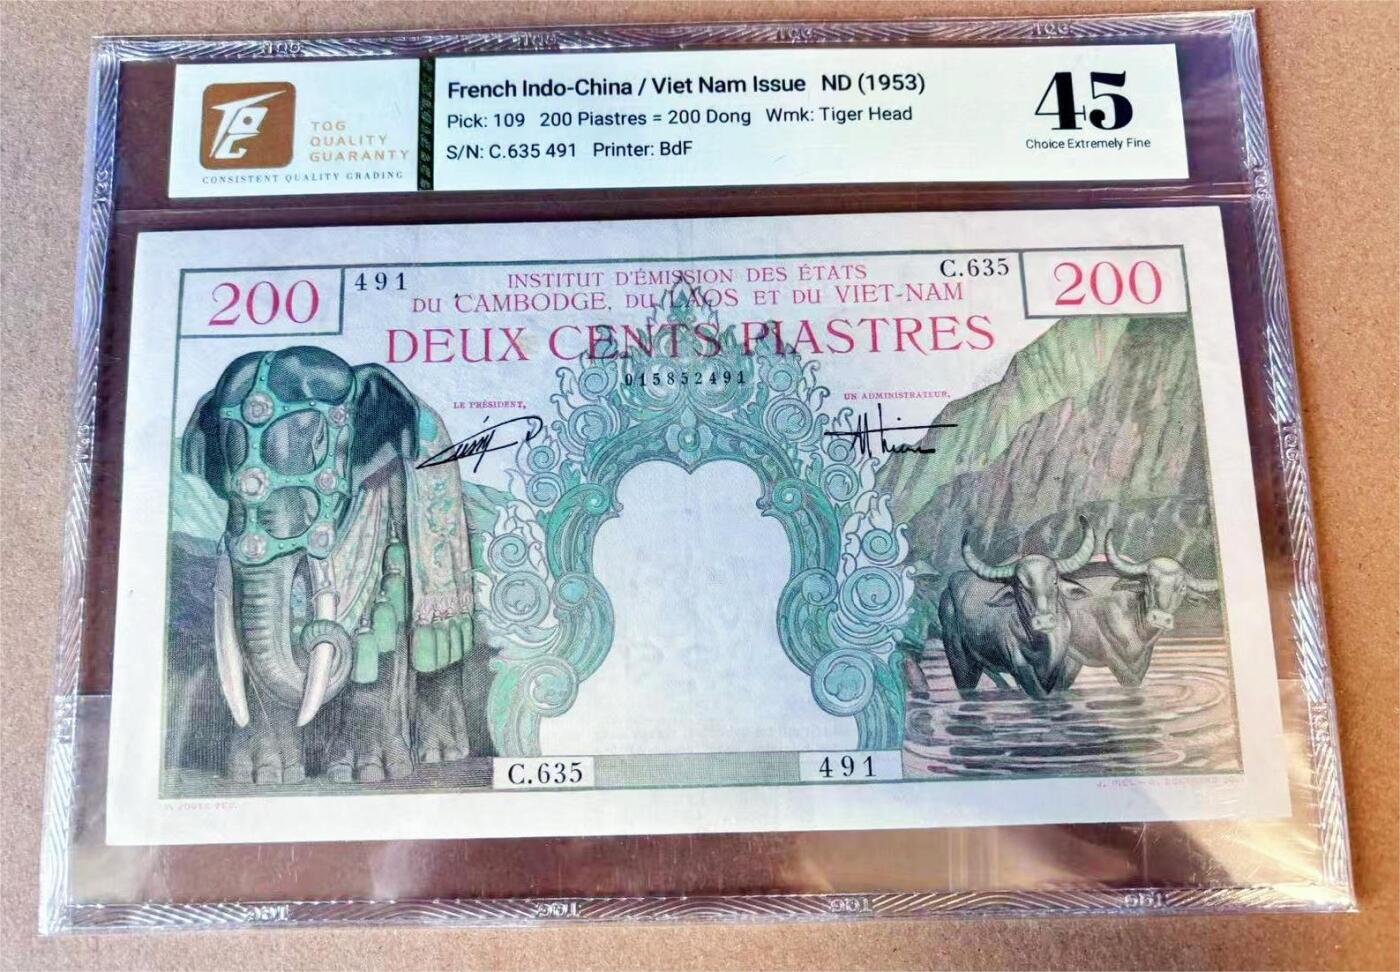 TQG
QUALITY
GUARANTY
CONSISTENT QUALITY GRADING
French Indo-China / Viet Nam Issue ND (1953)
Pick: 109 200 Piastres = 200 Dong Wmk: Tiger Head
S/N: C.635 491 Printer: BdF
45
Choice Extremely Fine
200
491
INSTITUT D'ÉMISSION DES ÉTATS
DU CAMBODGE, DU LAOS ET DU VIET-NAM
C.635
200
DEUX CENTS PIASTRES
015852491
LE PRÉSIDENT,
UN ADMINISTRATEUR,
C.635
491